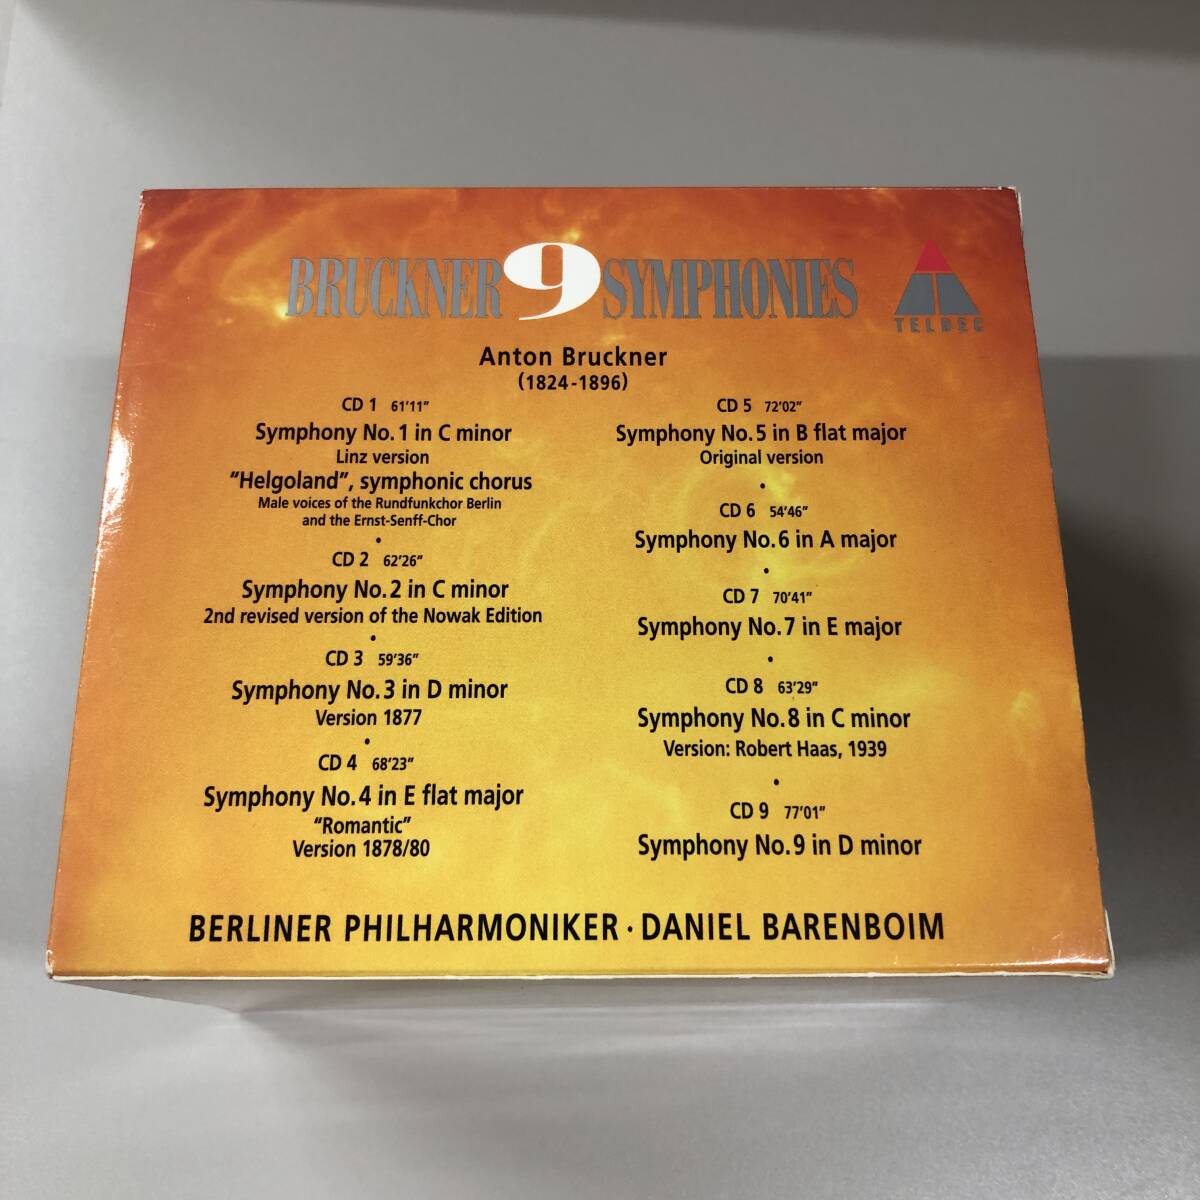 BRUCKNER 9 SYMPHONIES
TELDEC
Anton Bruckner
(1824-1896)
CD 1 61'11"
Symphony No.1 in C minor
Linz version
"Helgoland", symphonic chorus
Male voices of the Rundfunkchor Berlin
and the Ernst-Senff-Chor
•
CD 2 62'26"
Symphony No.2 in C minor
2nd revised version of the Nowak Edition
•
CD 3 59'36"
Symphony No.3 in D minor
Version 1877
•
CD 4 68'23"
Symphony No.4 in E flat major
"Romantic"
Version 1878/80
CD 5 72'02"
Symphony No.5 in B flat major
Original version
•
CD 6 54'46"
Symphony No.6 in A major
•
CD 7 70'41"
Symphony No.7 in E major
•
CD 8 63'29"
Symphony No.8 in C minor
Version: Robert Haas, 1939
•
CD 9 77'01"
Symphony No.9 in D minor
BERLINER PHILHARMONIKER · DANIEL BARENBOIM